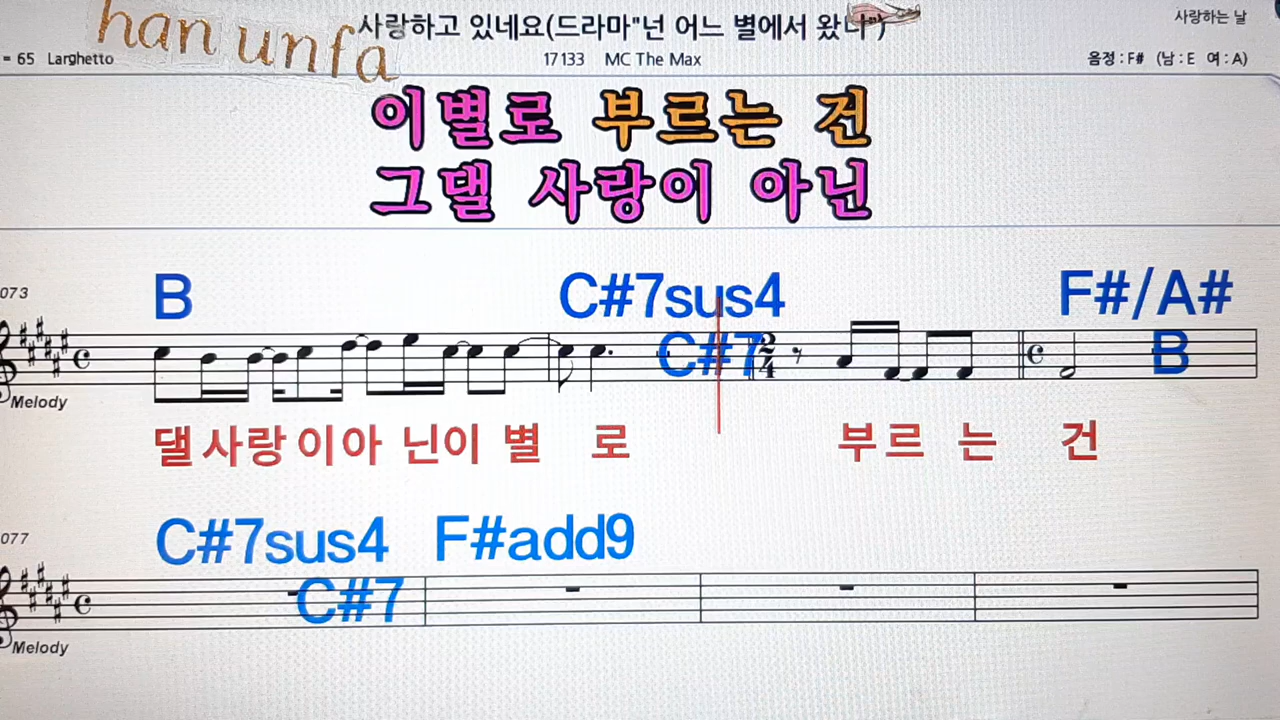 han unfa
사랑하고 있네요(드라마"넌 어느 별에서 왔니")
사랑하는 날
= 65 Larghetto
17133 MC The Max
음정 : F# (남 : E 여 : A)
이별로 부르는 건
그댈 사랑이 아닌
073
B C#7sus4 F#/A#
C#7 B
2
4
Melody
댈 사랑 이 아 닌이 별 로 부르 는 건
077
C#7sus4 F#add9
C#7
Melody